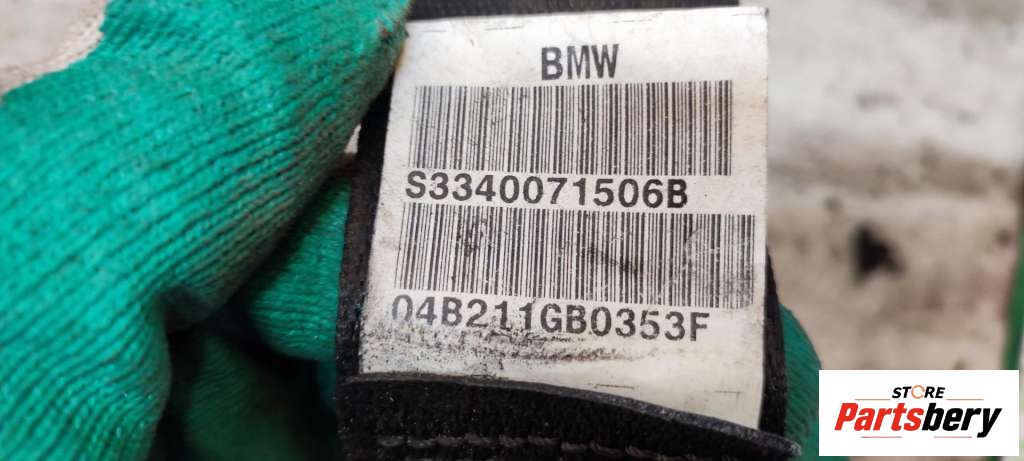 BMW
S3340071506B
04B211GB0353F
STORE
Partsbery